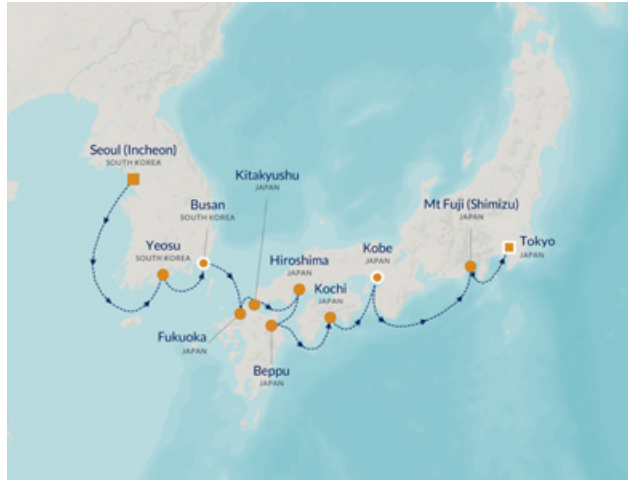 Seoul (Incheon)
SOUTH KOREA
Kitakyushu
JAPAN
Busan
SOUTH KOREA
Mt Fuji (Shimizu)
JAPAN
Yeosu
SOUTH KOREA
Hiroshima
JAPAN
Kobe
JAPAN
Tokyo
JAPAN
Kochi
JAPAN
Fukuoka
JAPAN
Beppu
JAPAN